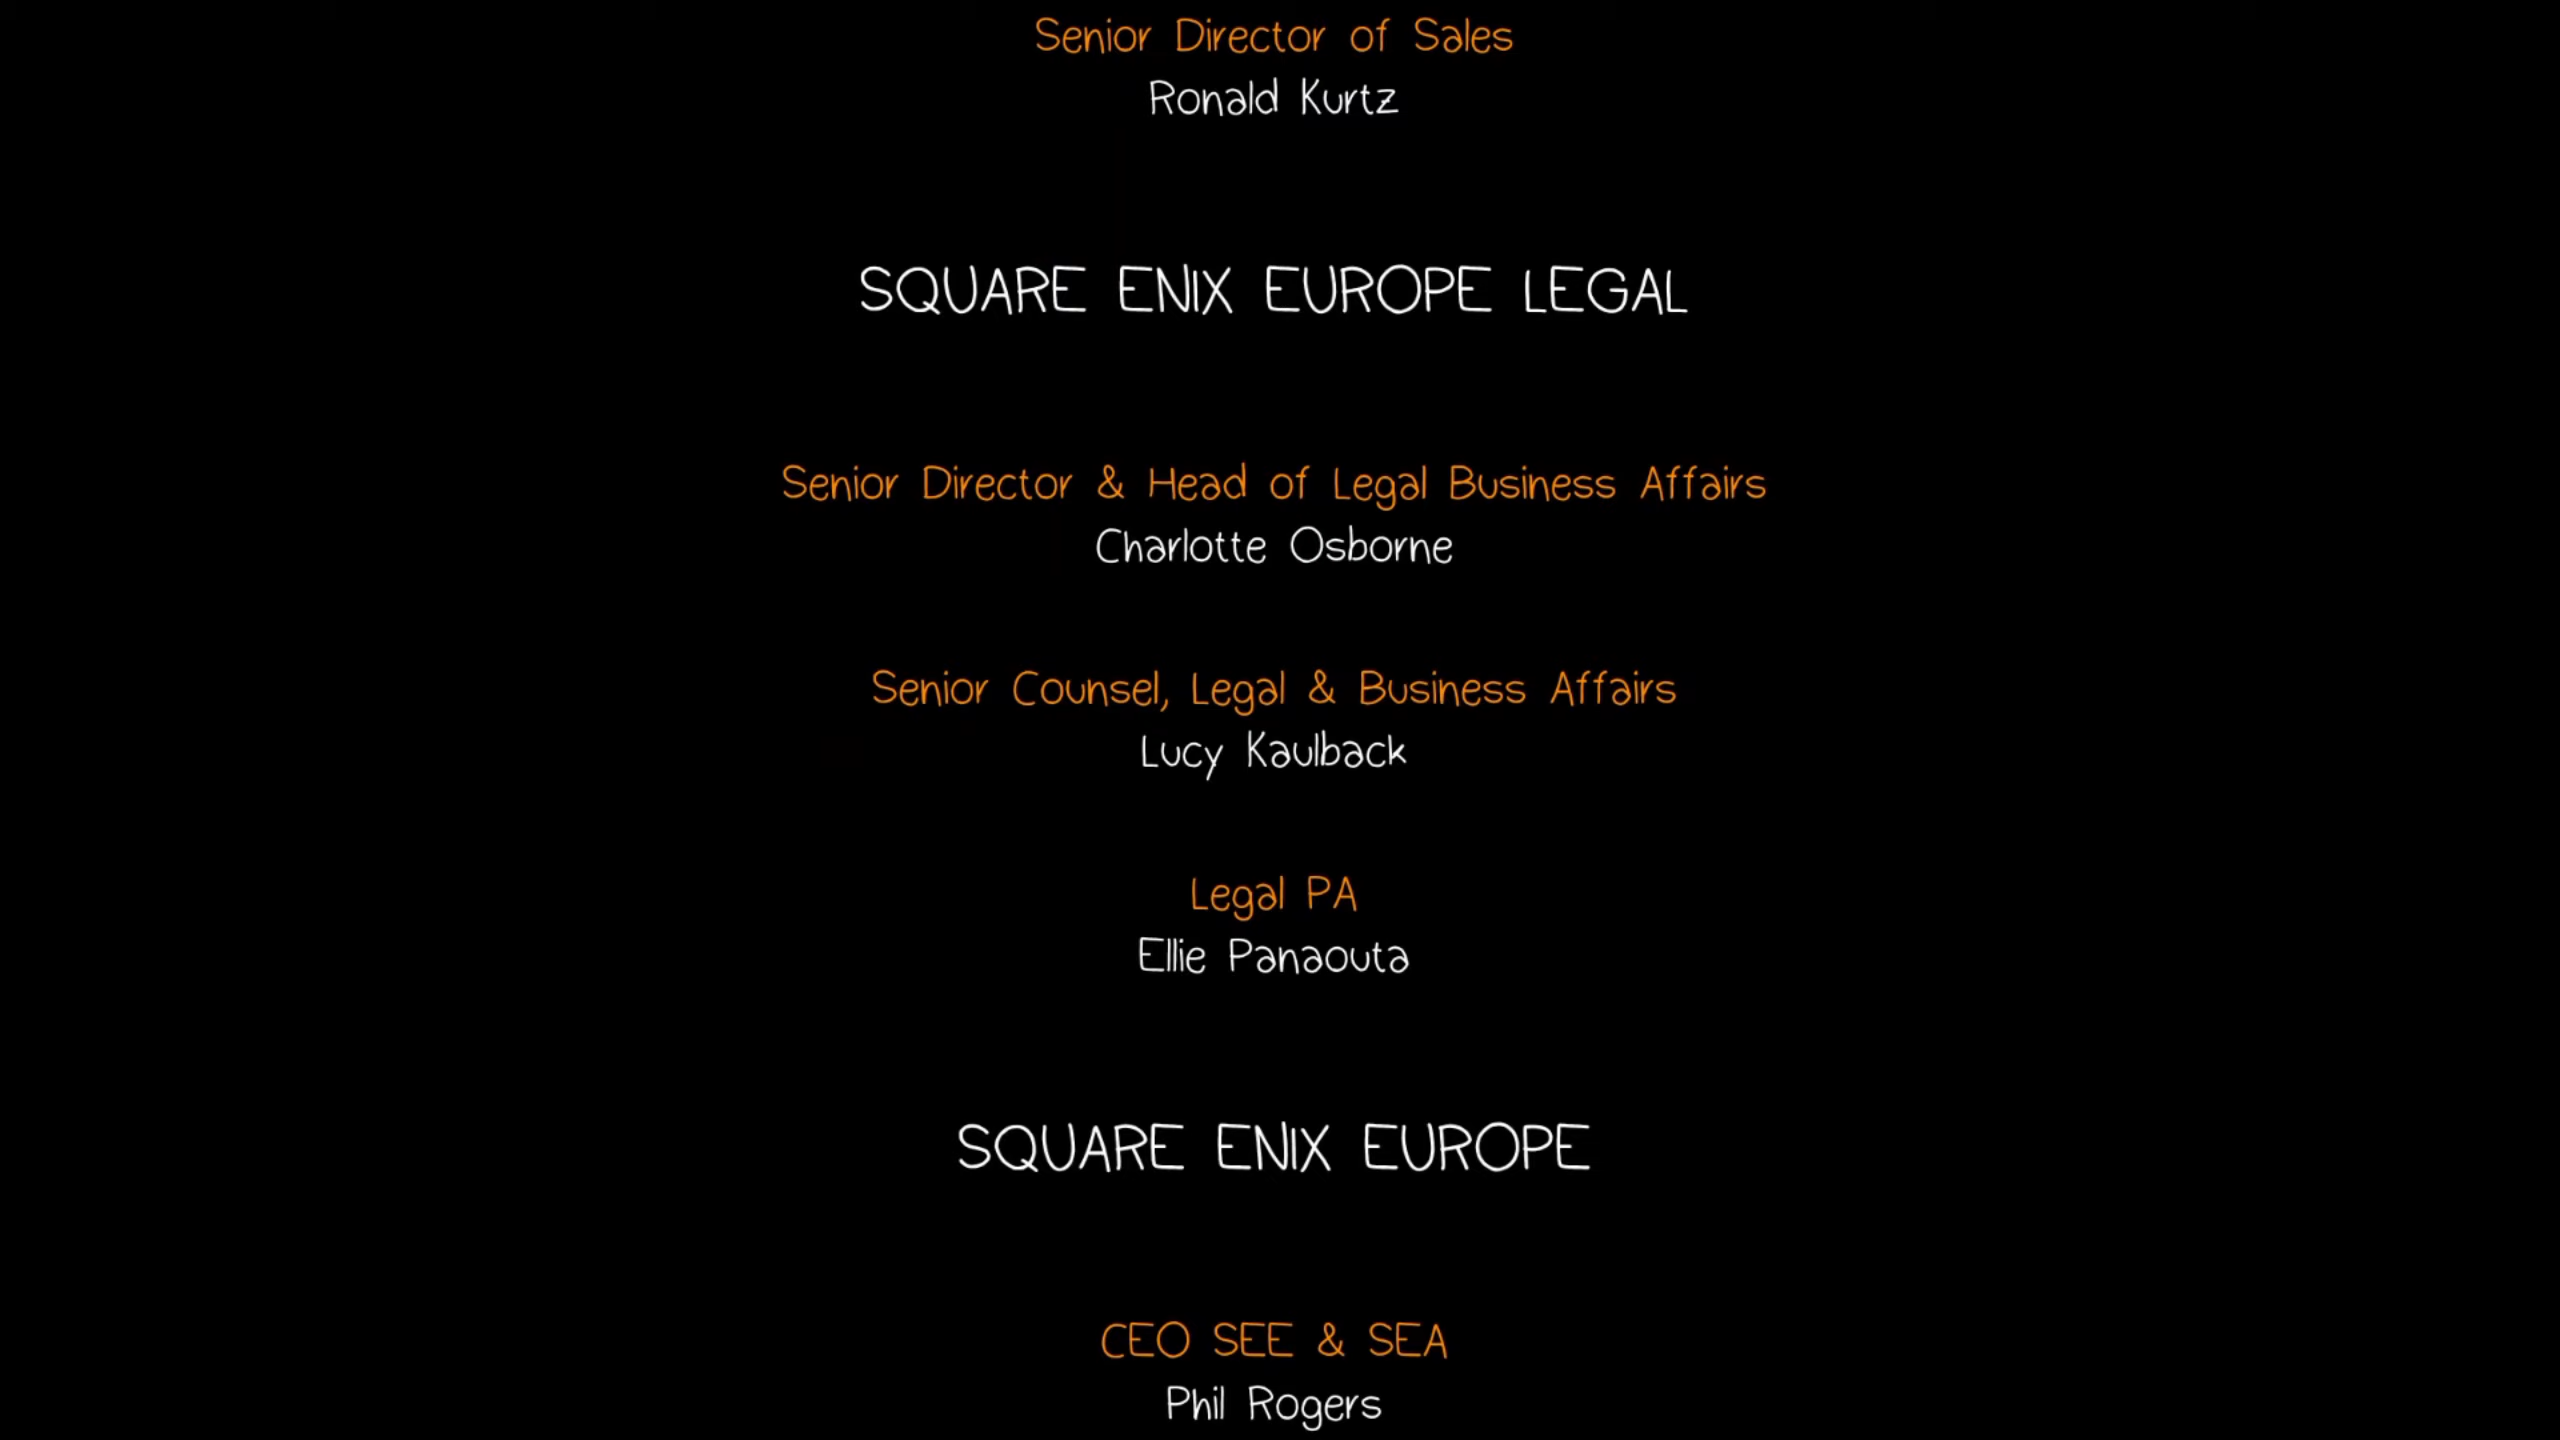 Senior Director of Sales
Ronald Kurtz
SQUARE ENIX EUROPE LEGAL
Senior Director & Head of Legal Business Affairs
Charlotte Osborne
Senior Counsel, Legal & Business Affairs
Lucy Kaulback
Legal PA
Ellie Panaouta
SQUARE ENIX EUROPE
CEO SEE & SEA
Phil Rogers